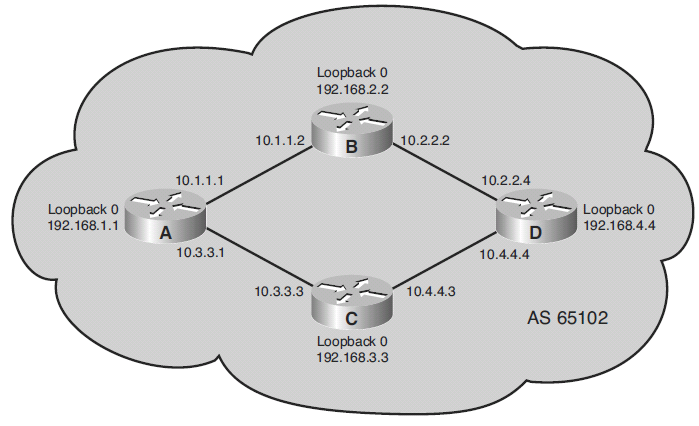 Loopback 0
192.168.2.2
10.1.1.2
B
10.2.2.2
10.1.1.1
10.2.2.4
Loopback 0
192.168.1.1
A
D
Loopback 0
192.168.4.4
10.3.3.1
10.4.4.4
10.3.3.3
10.4.4.3
C
AS 65102
Loopback 0
192.168.3.3